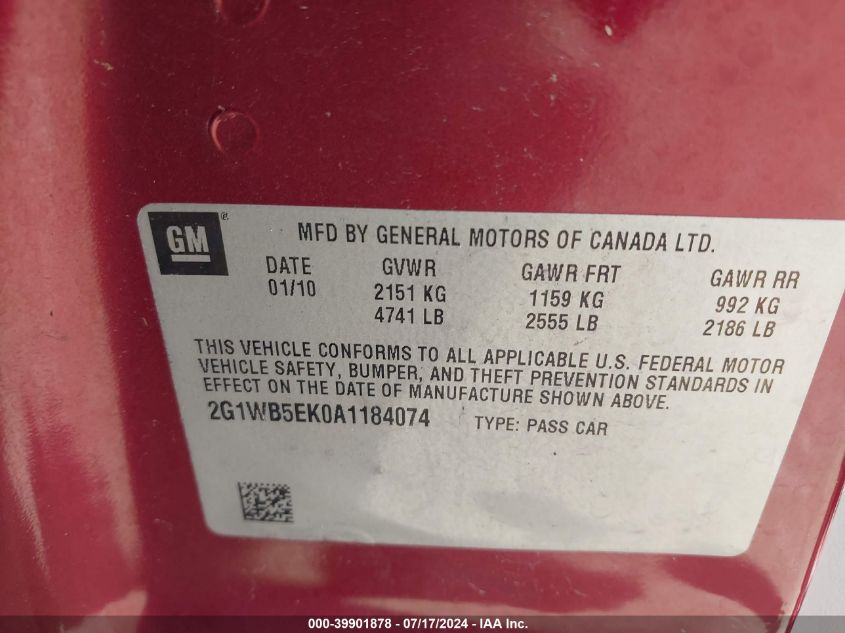 GM ®
MFD BY GENERAL MOTORS OF CANADA LTD.
DATE GVWR GAWR FRT GAWR RR
01/10 2151 KG 1159 KG 992 KG
4741 LB 2555 LB 2186 LB
THIS VEHICLE CONFORMS TO ALL APPLICABLE U.S. FEDERAL MOTOR
VEHICLE SAFETY, BUMPER, AND THEFT PREVENTION STANDARDS IN
EFFECT ON THE DATE OF MANUFACTURE SHOWN ABOVE.
2G1WB5EK0A1184074 TYPE: PASS CAR
000-39901878 - 07/17/2024 - IAA Inc.